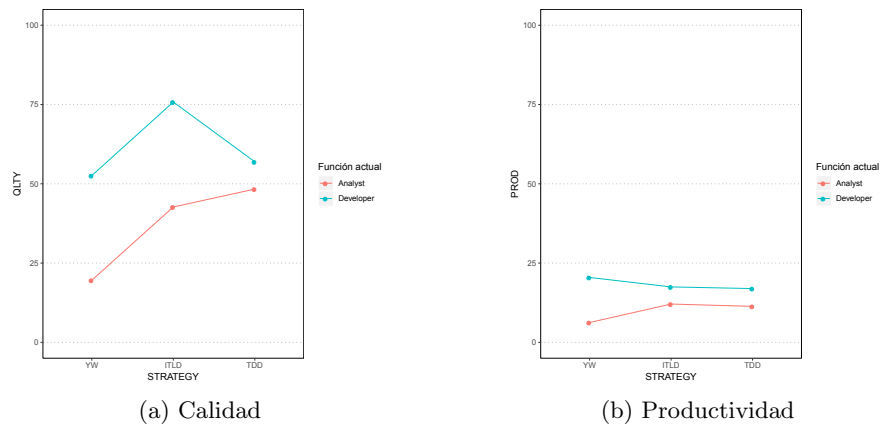 100
75
50
25
0
QLTY
YW ITLD TDD
STRATEGY
Función actual
Analyst
Developer
(a) Calidad
100
75
50
25
0
PROD
YW ITLD TDD
STRATEGY
Función actual
Analyst
Developer
(b) Productividad